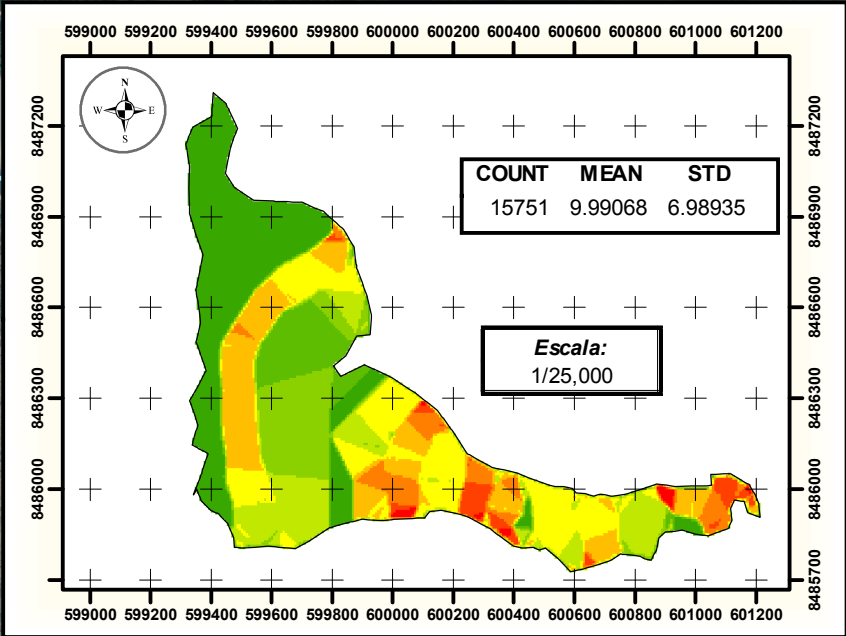 599000 599200 599400 599600 599800 600000 600200 600400 600600 600800 601000 601200
N
W E
S
8487200 8487200
COUNT MEAN STD
15751 9.99068 6.98935
8486900 8486900
8486600 8486600
Escala:
1/25,000
8486300 8486300
8486000 8486000
8485700
599000 599200 599400 599600 599800 600000 600200 600400 600600 600800 601000 601200